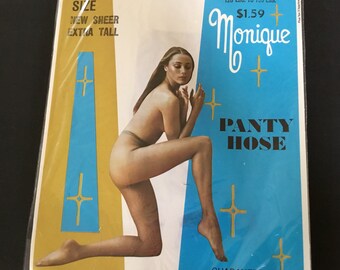 SIZE
NEW SHEER
EXTRA TALL
$1.59
Monique
PANTY
HOSE